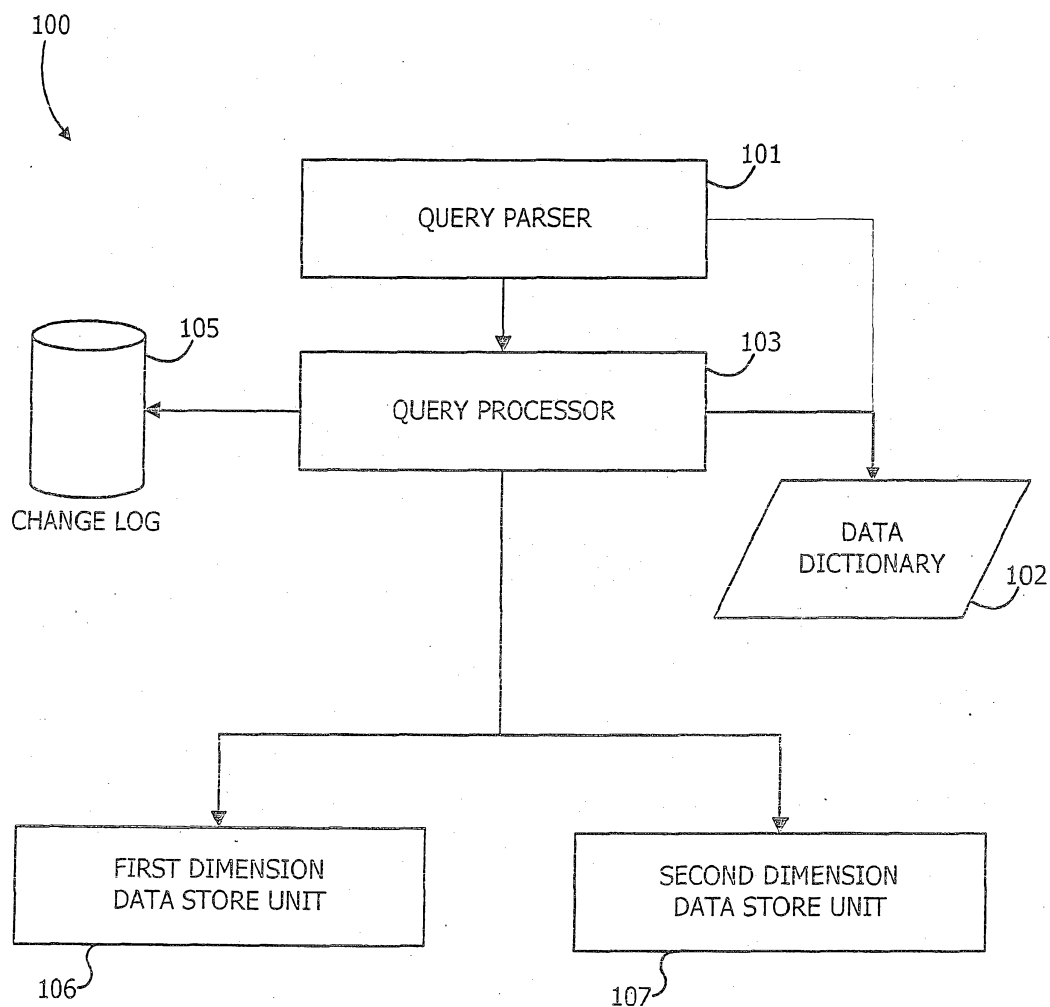 100
101
QUERY PARSER
105
103
QUERY PROCESSOR
CHANGE LOG
DATA
DICTIONARY
102
FIRST DIMENSION
DATA STORE UNIT
SECOND DIMENSION
DATA STORE UNIT
106
107